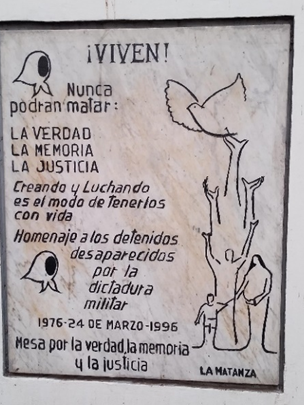 ¡VIVEN!
Nunca
podran matar:
LA VERDAD
LA MEMORIA
LA JUSTICIA
Creando y Luchando
es el modo de Tenerlos
con vida
Homenaje a los detenidos
desaparecidos
por la
dictadura
militar
1976-24 DE MARZO-1996
Mesa por la verdad, la memoria
y la justicia
LA MATANZA